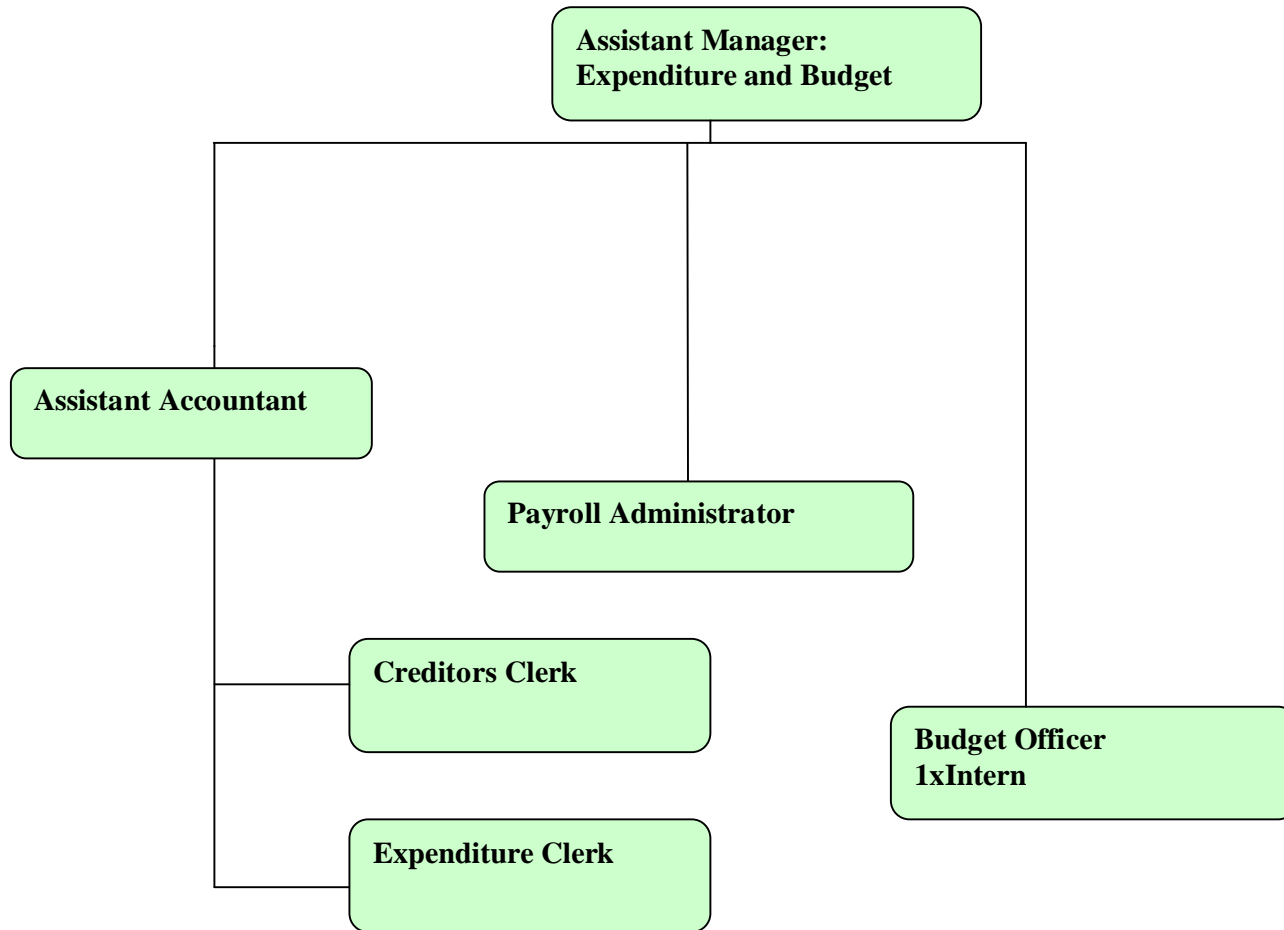 Assistant Manager:
Expenditure and Budget
Assistant Accountant
Payroll Administrator
Creditors Clerk
Budget Officer
1xIntern
Expenditure Clerk